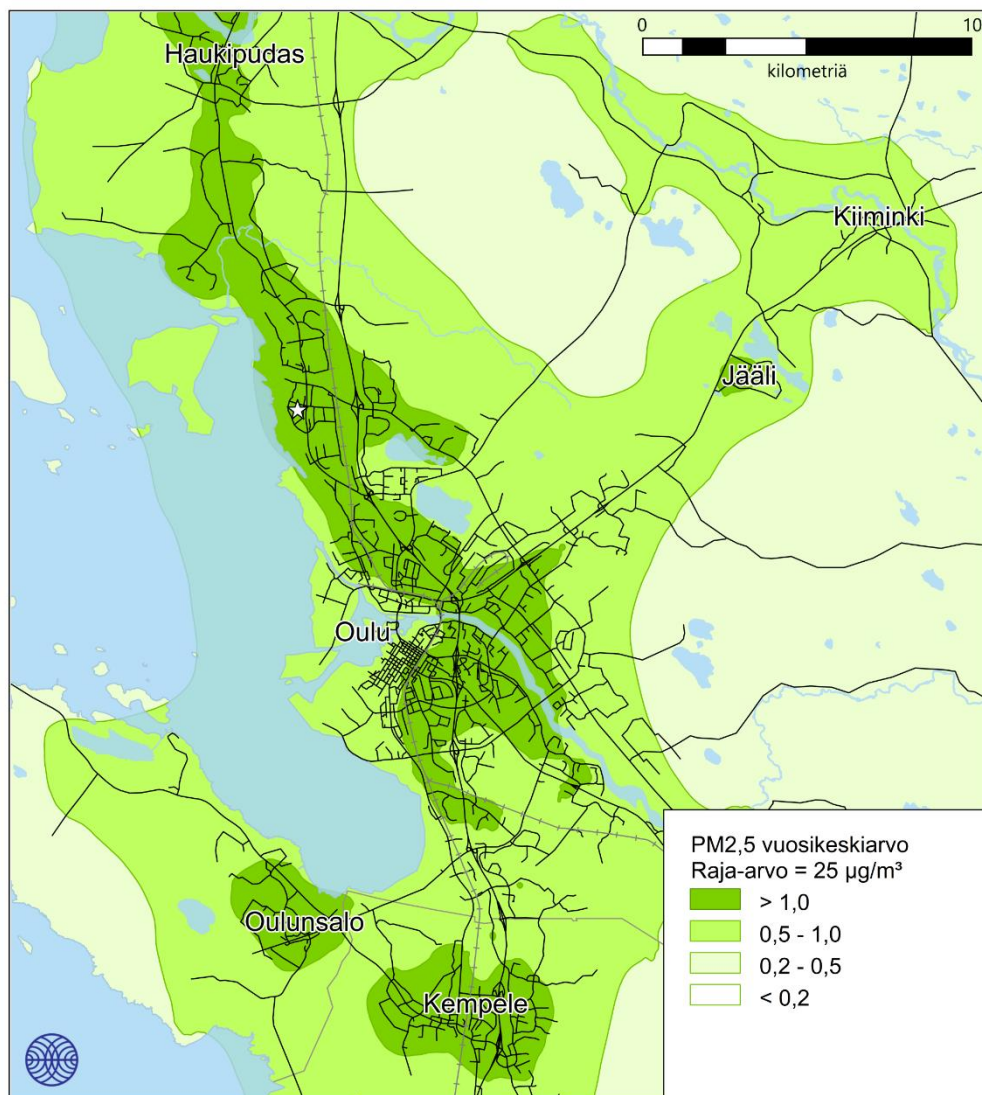 Haukipudas
0 10
kilometriä
Kiiminki
Jääli
Oulu
Oulunsalo
Kempele
PM2,5 vuosikeskiarvo
Raja-arvo = 25 µg/m³
> 1,0
0,5 - 1,0
0,2 - 0,5
< 0,2